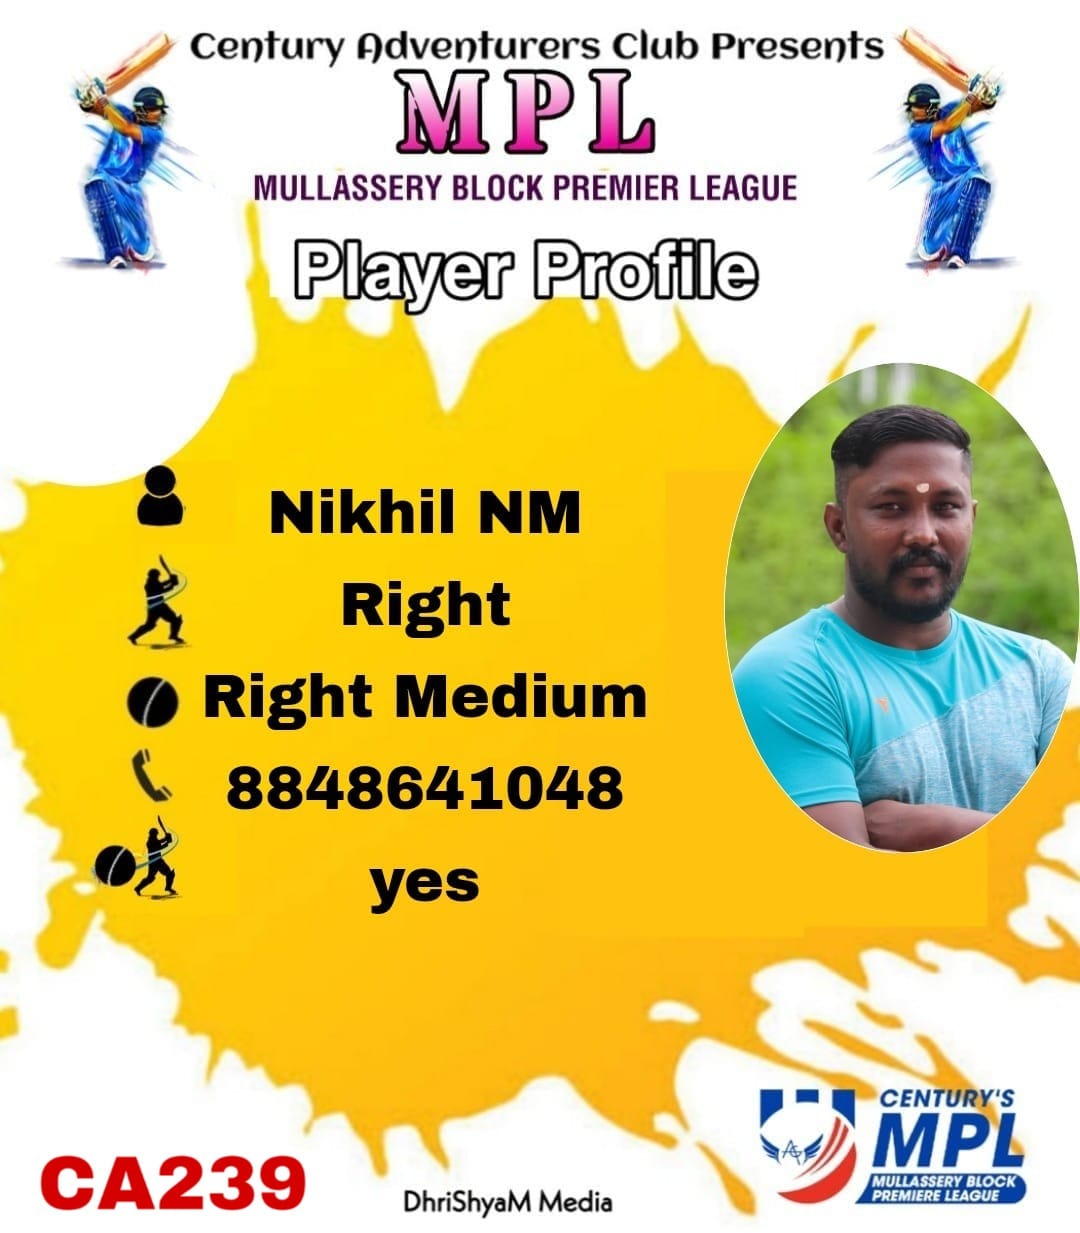 Century Adventurers Club Presents
MPL
MULLASSERY BLOCK PREMIER LEAGUE
Player Profile
Nikhil NM
Right
Right Medium
8848641048
yes
CENTURY'S
MPL
MULLASSERY BLOCK
PREMIERE LEAGUE
CA239
DhriShyaM Media